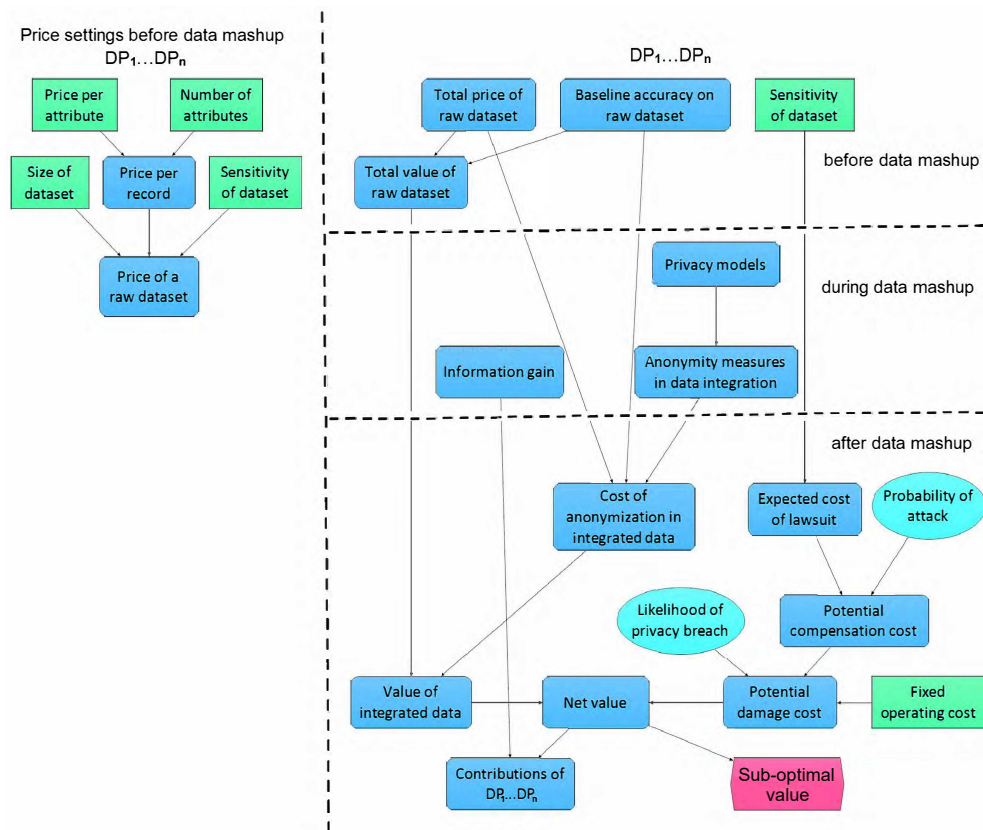 Price settings before data mashup
DP₁...DPₙ
Price per
attribute
Number of
attributes
Size of
dataset
Price per
record
Sensitivity
of dataset
Price of a
raw dataset
DP₁...DPₙ
Total price of
raw dataset
Baseline accuracy on
raw dataset
Sensitivity
of dataset
before data mashup
Total value of
raw dataset
Privacy models
during data mashup
Information gain
Anonymity measures
in data integration
after data mashup
Cost of
anonymization in
integrated data
Expected cost
of lawsuit
Probability of
attack
Likelihood of
privacy breach
Potential
compensation cost
Value of
integrated data
Net value
Potential
damage cost
Fixed
operating cost
Contributions of
DP₁...DPₙ
Sub-optimal
value